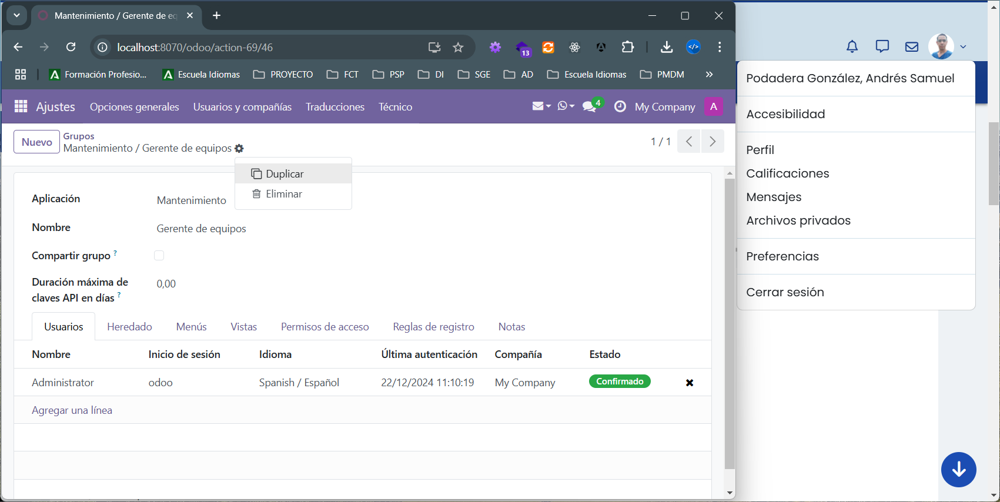 Mantenimiento / Gerente de eq
localhost:8070/odoo/action-69/46
13
Formación Profesio...
Escuela Idiomas
PROYECTO
FCT
PSP
DI
SGE
AD
Escuela Idiomas
PMDM
Ajustes
Opciones generales
Usuarios y compañías
Traducciones
Técnico
4
My Company
A
Nuevo
Grupos
Mantenimiento / Gerente de equipos
1 / 1
Duplicar
Eliminar
Aplicación
Mantenimiento
Nombre
Gerente de equipos
Compartir grupo ?
Duración máxima de
claves API en días ?
0,00
Usuarios
Heredado
Menús
Vistas
Permisos de acceso
Reglas de registro
Notas
Nombre
Inicio de sesión
Idioma
Última autenticación
Compañía
Estado
Administrator
odoo
Spanish / Español
22/12/2024 11:10:19
My Company
Confirmado
Agregar una línea
Podadera González, Andrés Samuel
Accesibilidad
Perfil
Calificaciones
Mensajes
Archivos privados
Preferencias
Cerrar sesión